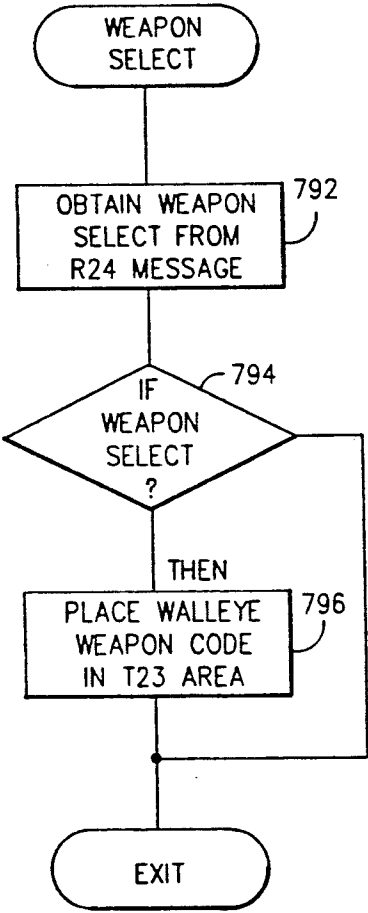 WEAPON
SELECT
792
OBTAIN WEAPON
SELECT FROM
R24 MESSAGE
794
IF
WEAPON
SELECT
?
THEN
796
PLACE WALLEYE
WEAPON CODE
IN T23 AREA
EXIT